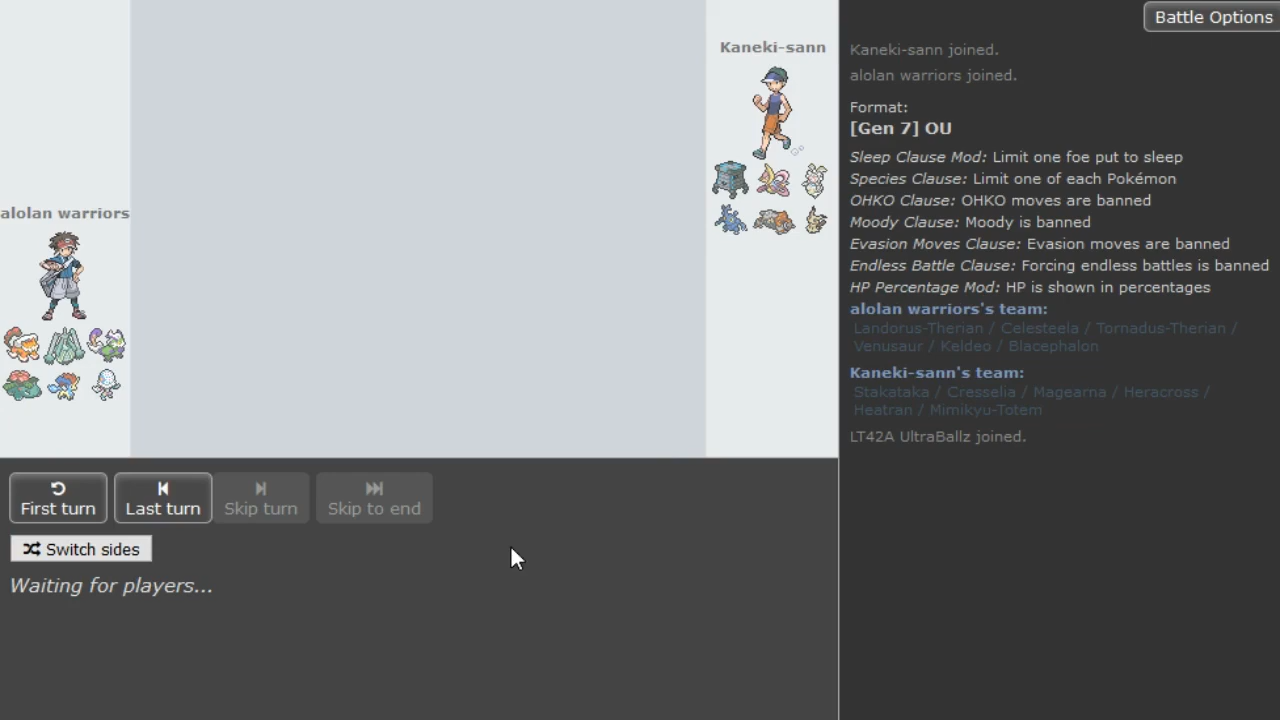 Battle Options
Kaneki-sann
Kaneki-sann joined.
alolan warriors joined.
Format:
[Gen 7] OU
Sleep Clause Mod: Limit one foe put to sleep
Species Clause: Limit one of each Pokémon
OHKO Clause: OHKO moves are banned
Moody Clause: Moody is banned
Evasion Moves Clause: Evasion moves are banned
Endless Battle Clause: Forcing endless battles is banned
HP Percentage Mod: HP is shown in percentages
alolan warriors's team:
Landorus-Therian / Celesteela / Tornadus-Therian /
Venusaur / Keldeo / Blacephalon
Kaneki-sann's team:
Stakataka / Cresselia / Magearna / Heracross /
Heatran / Mimikyu-Totem
LT42A UltraBallz joined.
alolan warriors
First turn
Last turn
Skip turn
Skip to end
Switch sides
Waiting for players...